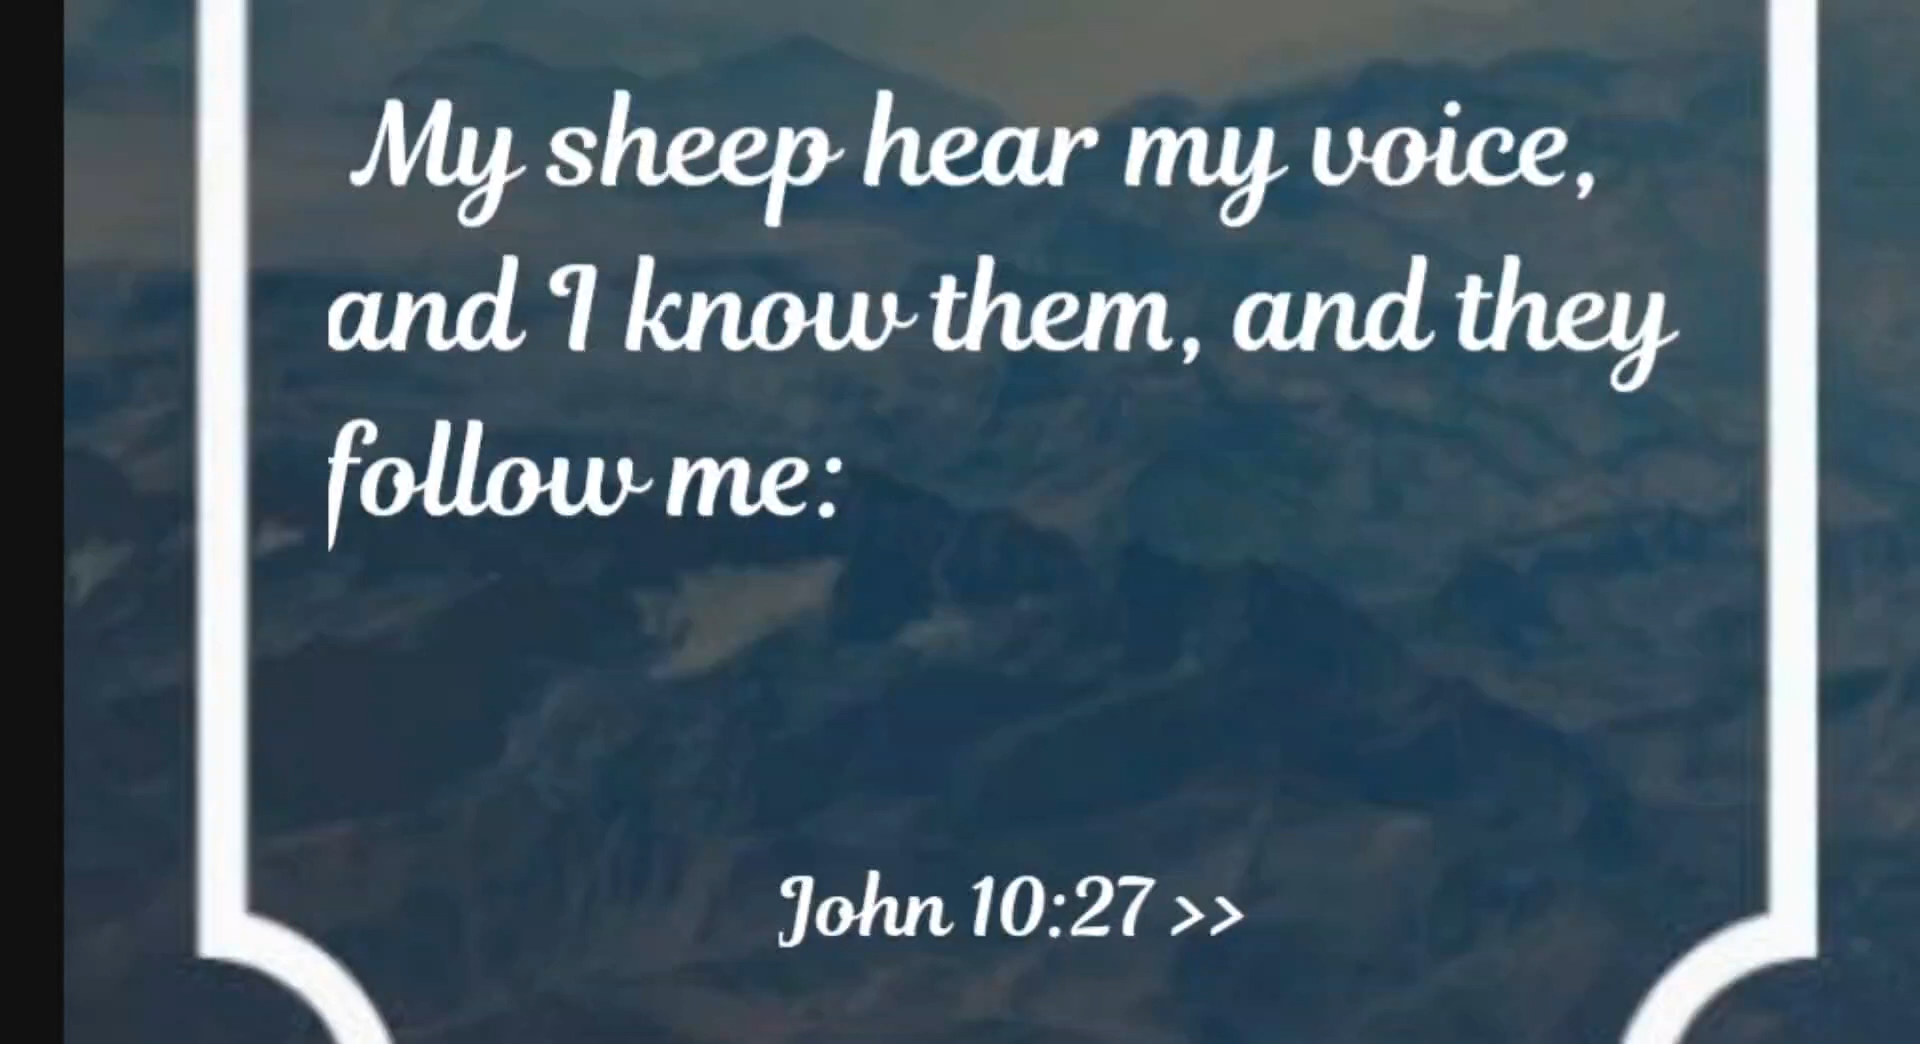 My sheep hear my voice,
and I know them, and they
follow me:
John 10:27 >>